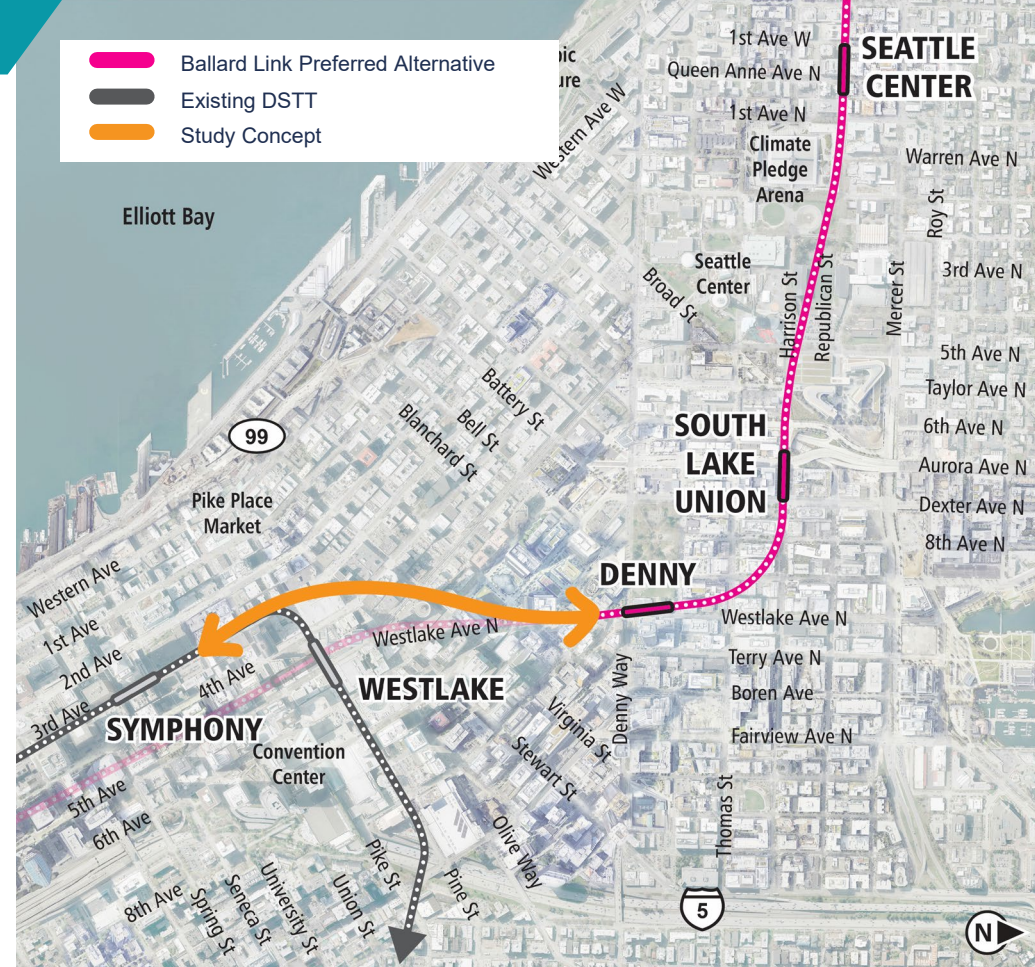 Ballard Link Preferred Alternative
Existing DSTT
Study Concept
1st Ave W
Queen Anne Ave N
1st Ave N
SEATTLE
CENTER
Western Ave W
Climate
Pledge
Arena
Warren Ave N
Roy St
Elliott Bay
Seattle
Center
Broad St
Harrison St
Republican St
Mercer St
3rd Ave N
5th Ave N
Taylor Ave N
6th Ave N
Aurora Ave N
Dexter Ave N
8th Ave N
Battery St
Bell St
Blanchard St
99
SOUTH
LAKE
UNION
Pike Place
Market
DENNY
Western Ave
1st Ave
2nd Ave
3rd Ave
4th Ave
Westlake Ave N
Westlake Ave N
WESTLAKE
SYMPHONY
Convention
Center
Denny Way
Terry Ave N
Boren Ave
Fairview Ave N
Virginia St
Stewart St
Olive Way
Thomas St
5th Ave
6th Ave
8th Ave
Spring St
Seneca St
University St
Union St
Pike St
Pine St
5
N